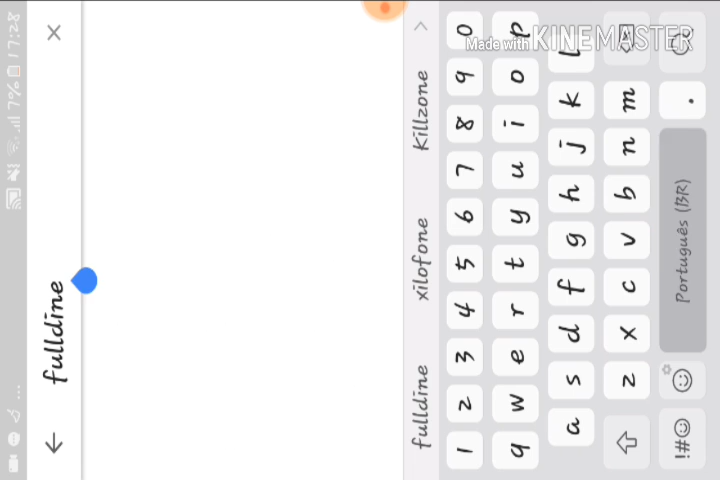 17:28
7%
fulldine
fulldine xilofone Killzone
1 2 3 4 5 6 7 8 9 0
q w e r t y u i o p
a s d f g h j k l
z x c v b n m
!#☺ Português (BR) .
Made with KINEMASTER